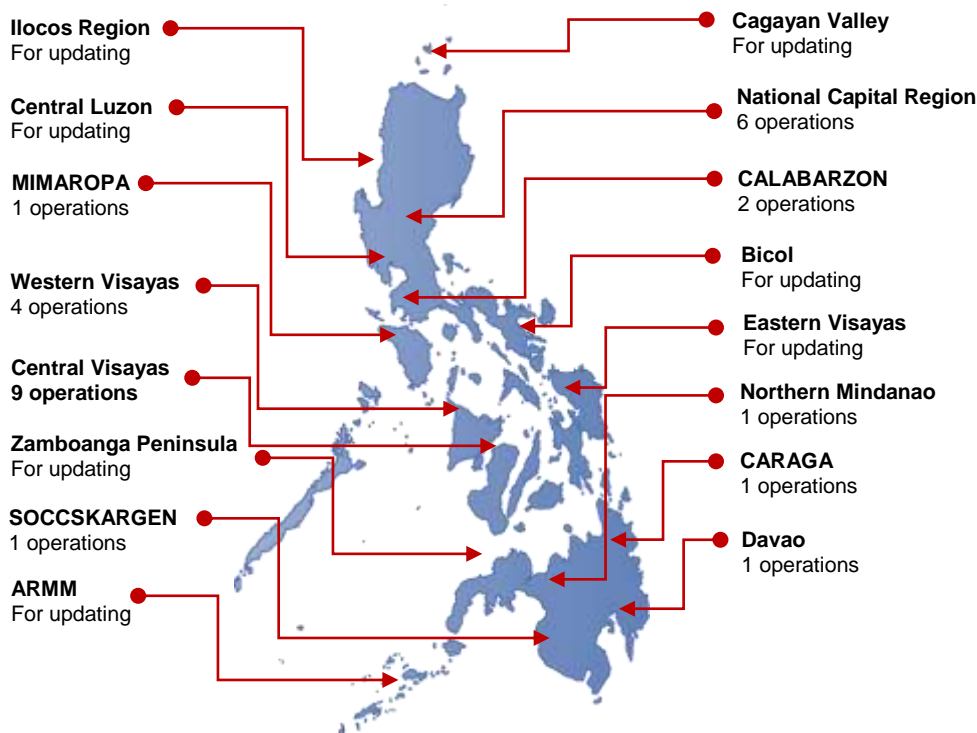 Ilocos Region
For updating
Central Luzon
For updating
MIMAROPA
1 operations
Western Visayas
4 operations
Central Visayas
9 operations
Zamboanga Peninsula
For updating
SOCCSKARGEN
1 operations
ARMM
For updating
Cagayan Valley
For updating
National Capital Region
6 operations
CALABARZON
2 operations
Bicol
For updating
Eastern Visayas
For updating
Northern Mindanao
1 operations
CARAGA
1 operations
Davao
1 operations